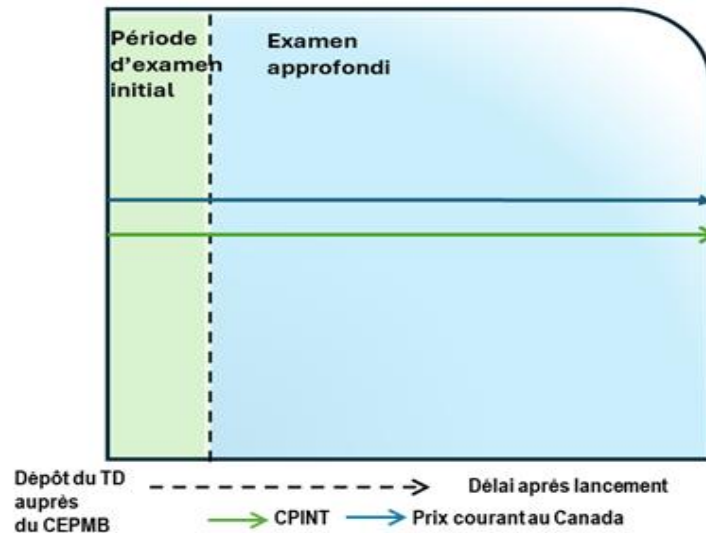 Période
d’examen
initial
Examen
approfondi
Dépôt du TD
auprès
du CEPMB
Délai après lancement
CPINT
Prix courant au Canada